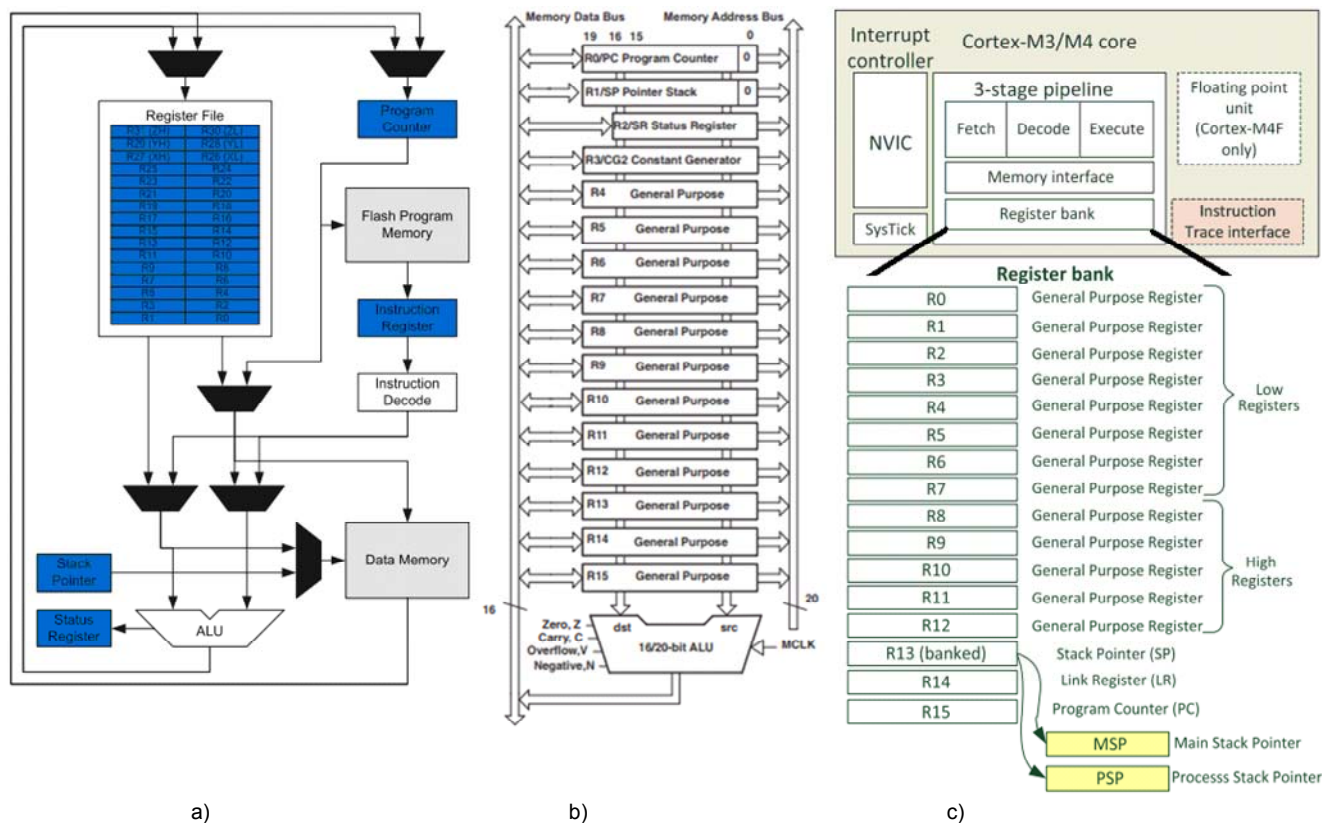 Register File
R31 (ZH) R30 (ZL)
R29 (YH) R28 (YL)
R27 (XH) R26 (XL)
R25 R24
R23 R22
R21 R20
R19 R18
R17 R16
R15 R14
R13 R12
R11 R10
R9 R8
R7 R6
R4
R3 R2
R1 R0
Program
Counter
Flash Program
Memory
Instruction
Register
Instruction
Decode
Stack
Pointer
Data Memory
Status
Register
ALU
a)
Memory Data Bus Memory Address Bus
19 16 15 0
R0/PC Program Counter 0
R1/SP Pointer Stack 0
R2/SR Status Register
R3/CG2 Constant Generator
R4 General Purpose
R5 General Purpose
R6 General Purpose
R7 General Purpose
R8 General Purpose
R9 General Purpose
R10 General Purpose
R11 General Purpose
R12 General Purpose
R13 General Purpose
R14 General Purpose
R15 General Purpose
16 20
Zero, Z
Carry, C
Overflow,V
Negative,N
dst src
16/20-bit ALU
MCLK
b)
Interrupt
controller
Cortex-M3/M4 core
NVIC
SysTick
3-stage pipeline
Fetch Decode Execute
Memory interface
Register bank
Floating point
unit
(Cortex-M4F
only)
Instruction
Trace interface
Register bank
R0 General Purpose Register
R1 General Purpose Register
R2 General Purpose Register
R3 General Purpose Register
R4 General Purpose Register
R5 General Purpose Register
R6 General Purpose Register
R7 General Purpose Register
Low
Registers
R8 General Purpose Register
R9 General Purpose Register
R10 General Purpose Register
R11 General Purpose Register
R12 General Purpose Register
High
Registers
R13 (banked) Stack Pointer (SP)
R14 Link Register (LR)
R15 Program Counter (PC)
MSP Main Stack Pointer
PSP Processs Stack Pointer
c)